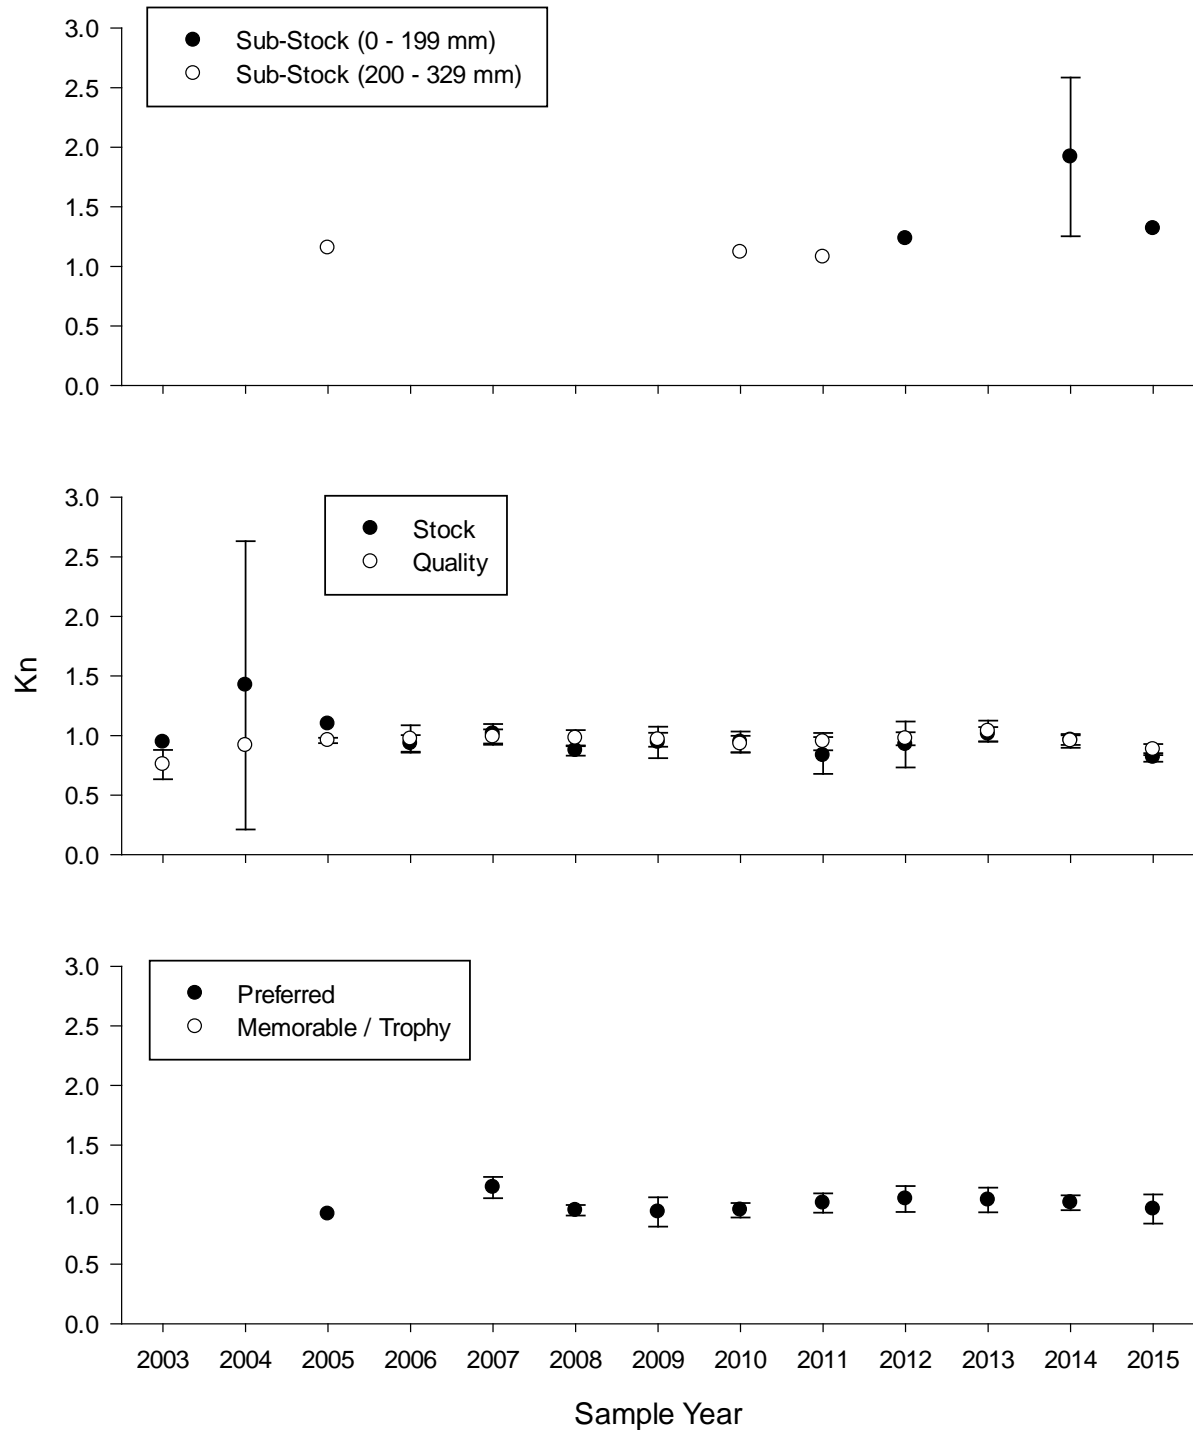 3.0
Sub-Stock (0 - 199 mm)
Sub-Stock (200 - 329 mm)
2.5
2.0
1.5
1.0
0.5
0.0
3.0
Stock
Quality
2.5
2.0
1.5
1.0
0.5
0.0
Kn
3.0
Preferred
Memorable / Trophy
2.5
2.0
1.5
1.0
0.5
0.0
2003 2004 2005 2006 2007 2008 2009 2010 2011 2012 2013 2014 2015
Sample Year